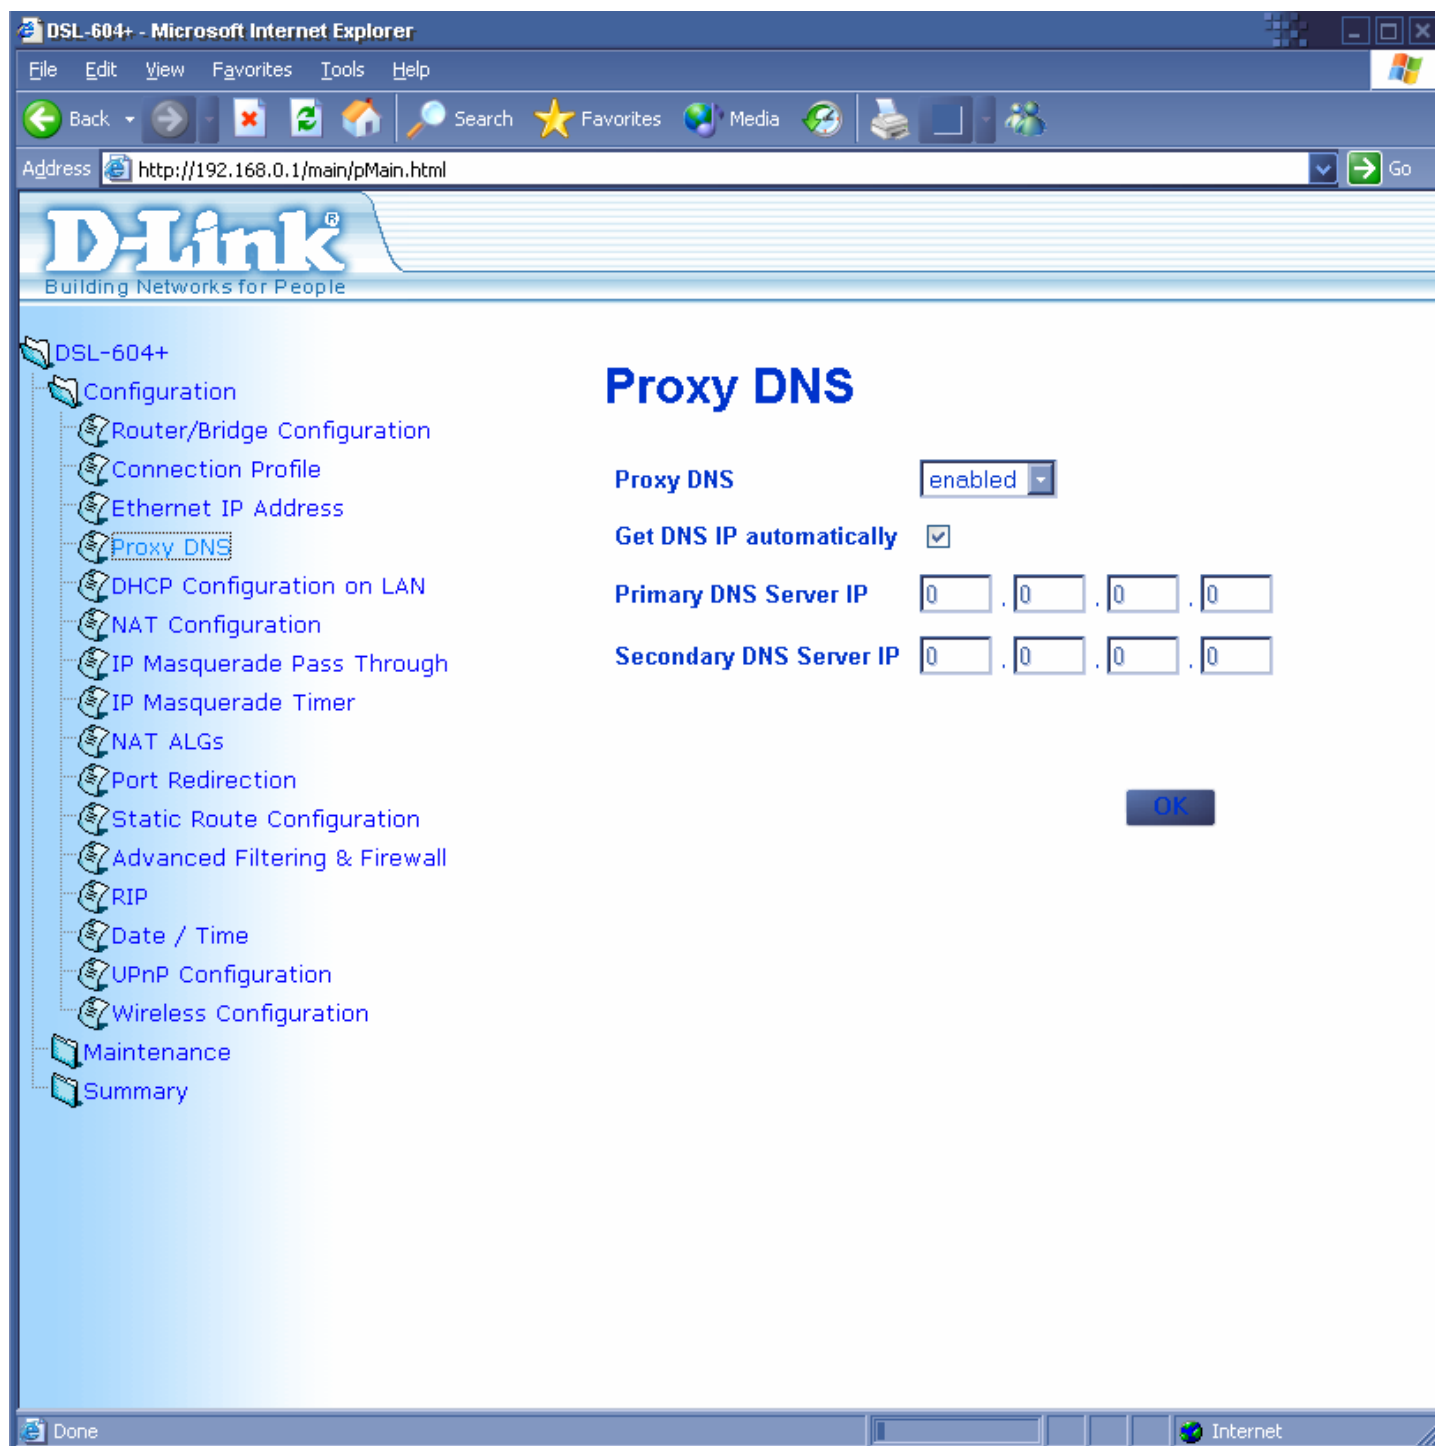 DSL-604+ - Microsoft Internet Explorer
File Edit View Favorites Tools Help
Back Search Favorites Media
Address http://192.168.0.1/main/pMain.html Go
D-Link®
Building Networks for People
DSL-604+
Configuration
Router/Bridge Configuration
Connection Profile
Ethernet IP Address
Proxy DNS
DHCP Configuration on LAN
NAT Configuration
IP Masquerade Pass Through
IP Masquerade Timer
NAT ALGs
Port Redirection
Static Route Configuration
Advanced Filtering & Firewall
RIP
Date / Time
UPnP Configuration
Wireless Configuration
Maintenance
Summary
Proxy DNS
Proxy DNS enabled
Get DNS IP automatically
Primary DNS Server IP 0 . 0 . 0 . 0
Secondary DNS Server IP 0 . 0 . 0 . 0
OK
Done Internet